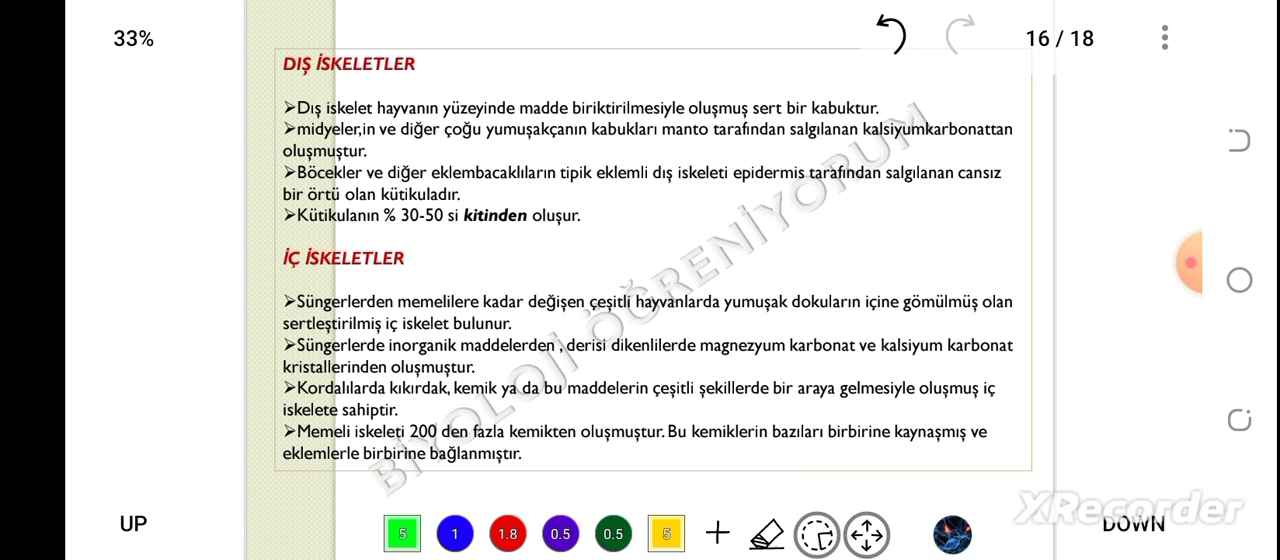 33%
16 / 18
DIŞ İSKELETLER
➤Dış iskelet hayvanın yüzeyinde madde biriktirilmesiyle oluşmuş sert bir kabuktur.
➤midyeler,in ve diğer çoğu yumuşakçanın kabukları manto tarafından salgılanan kalsiyumkarbonattan
oluşmuştur.
➤Böcekler ve diğer eklembacaklıların tipik eklemli dış iskeleti epidermis tarafından salgılanan cansız
bir örtü olan kütikuladır.
➤Kütikulanın % 30-50 si kitinden oluşur.
İÇ İSKELETLER
➤Süngerlerden memelilere kadar değişen çeşitli hayvanlarda yumuşak dokuların içine gömülmüş olan
sertleştirilmiş iç iskelet bulunur.
➤Süngerlerde inorganik maddelerden , derisi dikenlilerde magnezyum karbonat ve kalsiyum karbonat
kristallerinden oluşmuştur.
➤Kordalılarda kıkırdak, kemik ya da bu maddelerin çeşitli şekillerde bir araya gelmesiyle oluşmuş iç
iskelete sahiptir.
➤Memeli iskeleti 200 den fazla kemikten oluşmuştur. Bu kemiklerin bazıları birbirine kaynaşmış ve
eklemlerle birbirine bağlanmıştır.
BİYOLOJİ ÖĞRENİYORUM
XRecorder
UP
5 1 1.8 0.5 0.5 5
DOWN